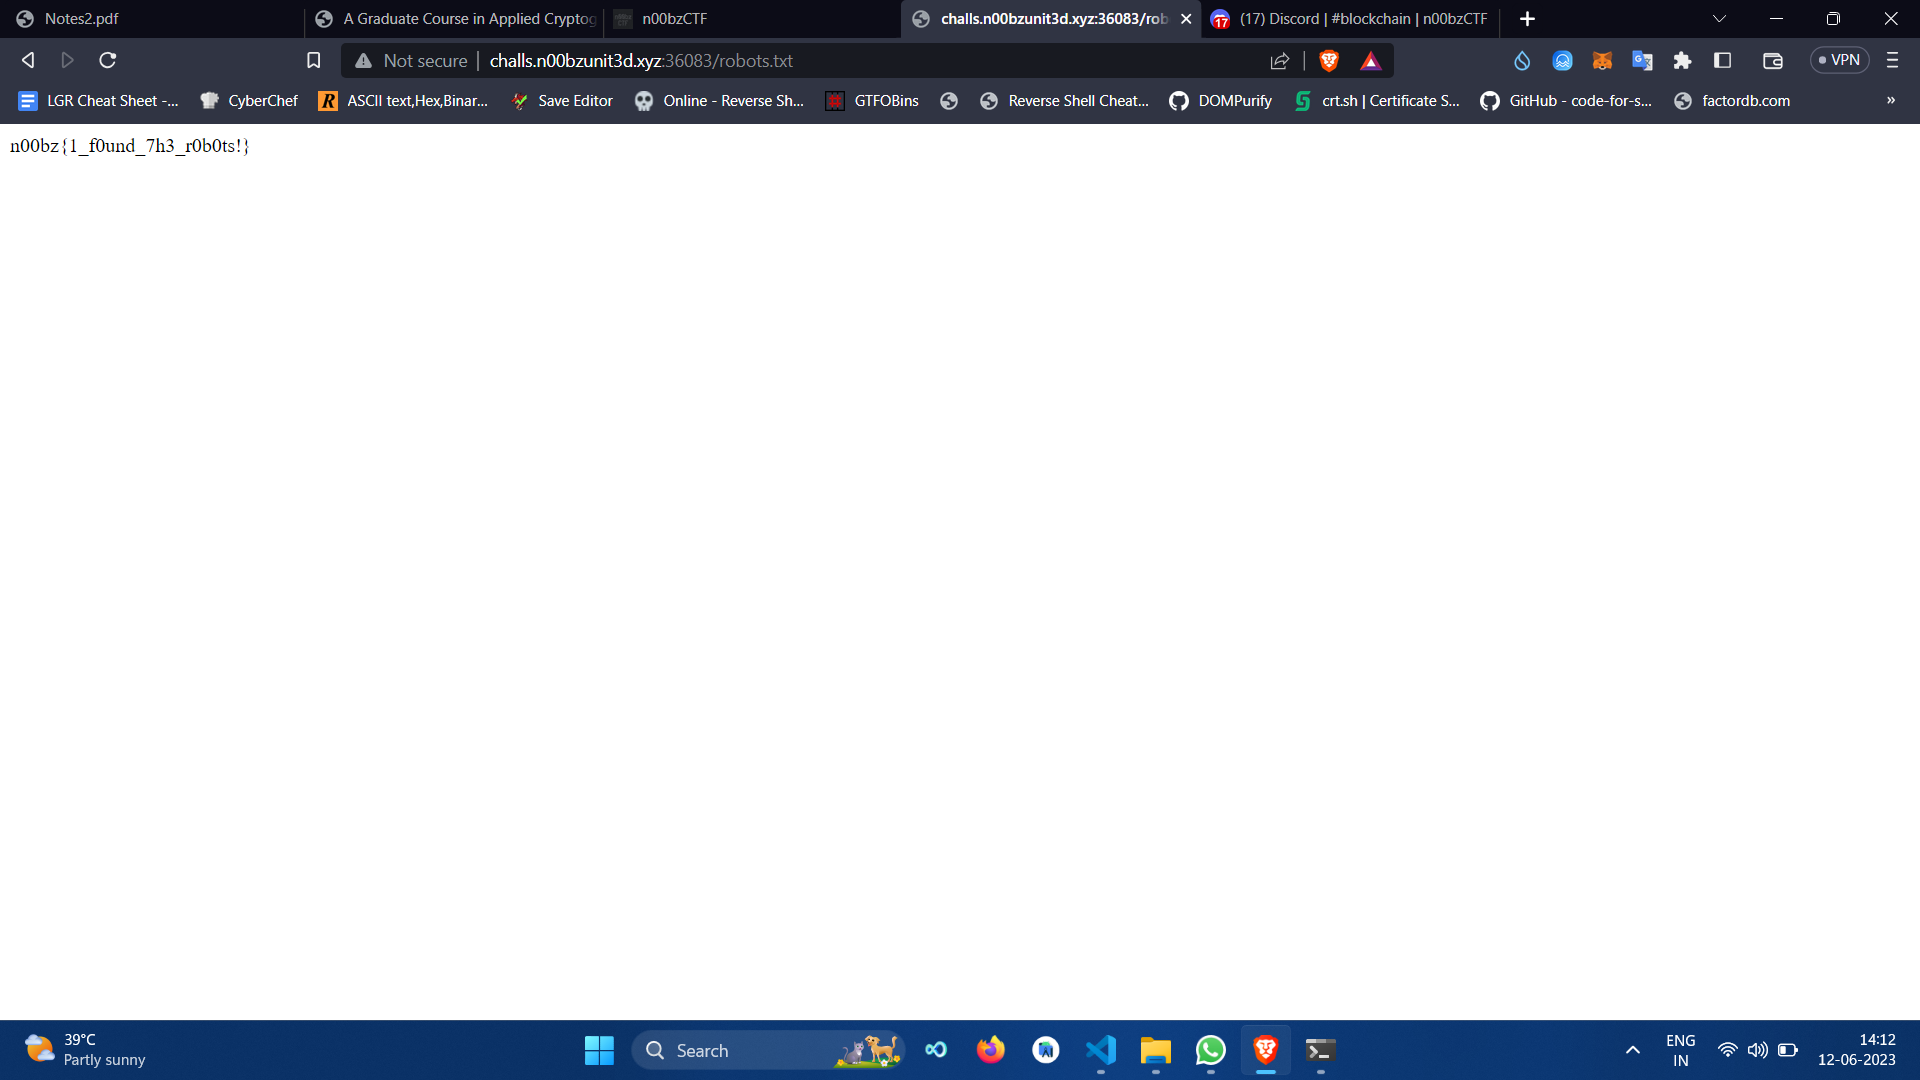 Notes2.pdf
A Graduate Course in Applied Cryptog
n00bzCTF
challs.n00bzunit3d.xyz:36083/rob
(17) Discord | #blockchain | n00bzCTF
Not secure
challs.n00bzunit3d.xyz:36083/robots.txt
VPN
LGR Cheat Sheet -...
CyberChef
ASCII text,Hex,Binar...
Save Editor
Online - Reverse Sh...
GTFOBins
Reverse Shell Cheat...
DOMPurify
crt.sh | Certificate S...
GitHub - code-for-s...
factordb.com
»
n00bz{1_f0und_7h3_r0b0ts!}
39°C
Partly sunny
Search
ENG
IN
14:12
12-06-2023